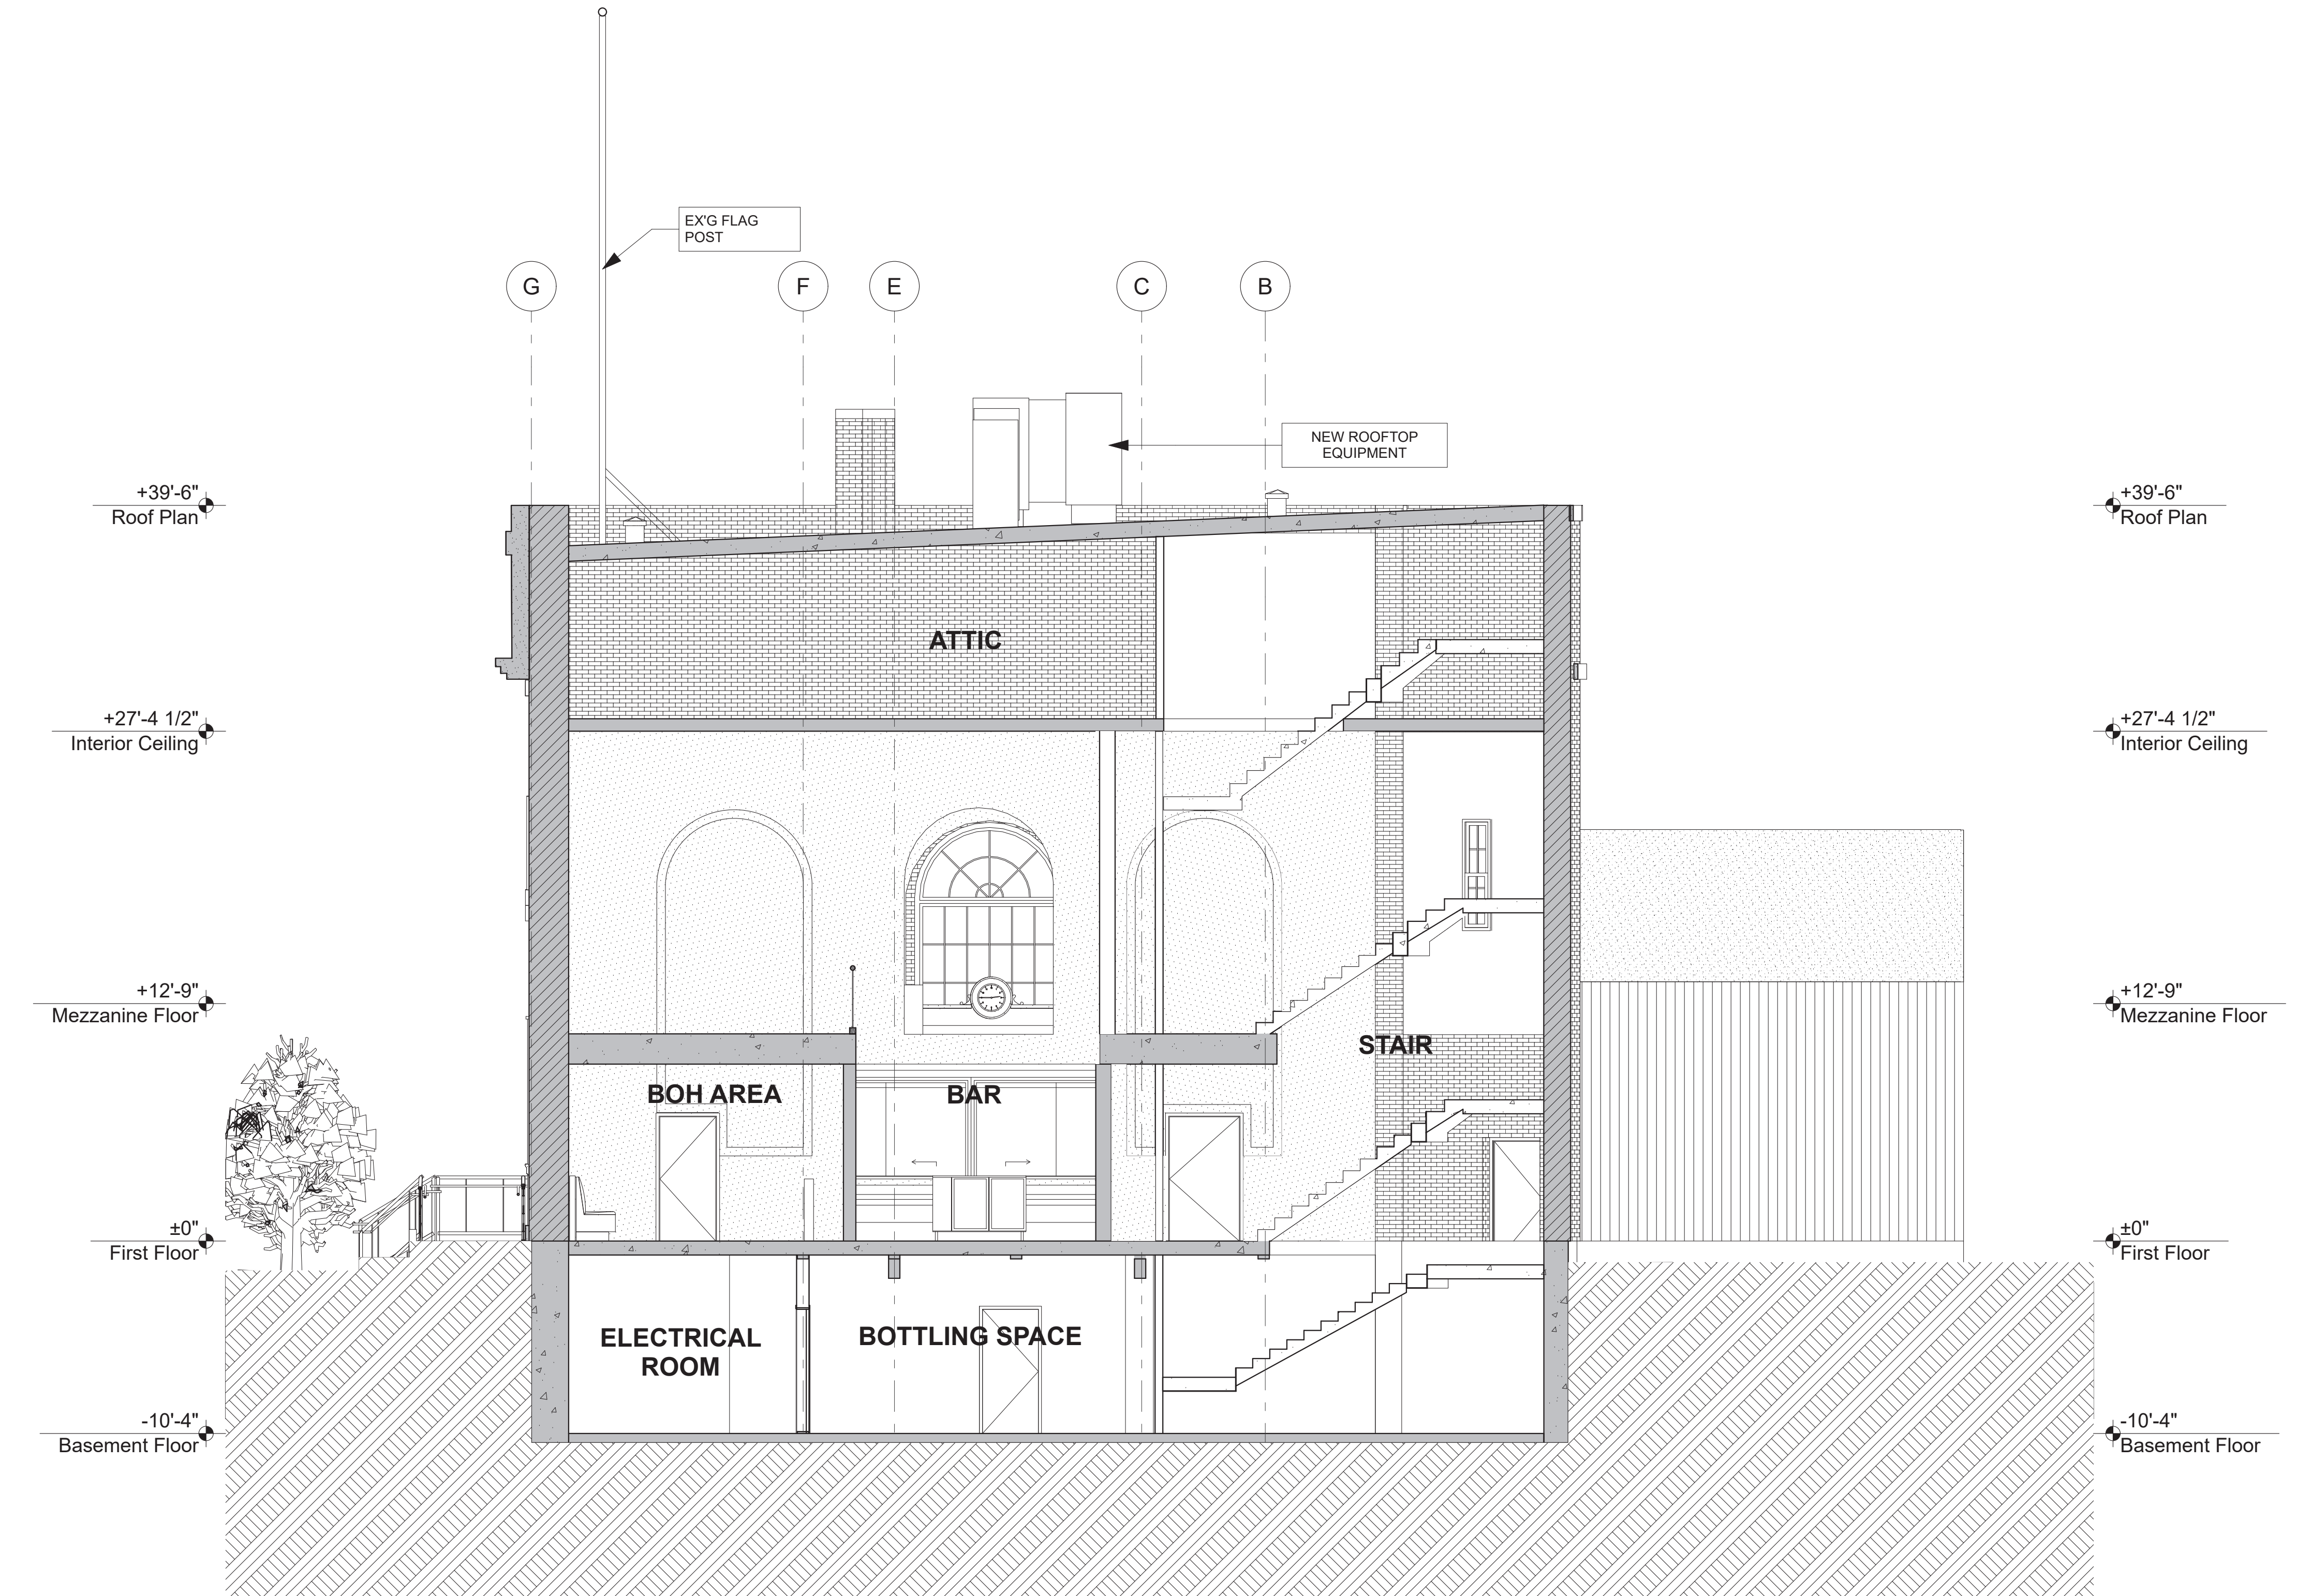 EX'G FLAG
POST
G
F
E
C
B
NEW ROOFTOP
EQUIPMENT
+39'-6"
Roof Plan
+39'-6"
Roof Plan
ATTIC
+27'-4 1/2"
Interior Ceiling
+27'-4 1/2"
Interior Ceiling
+12'-9"
Mezzanine Floor
+12'-9"
Mezzanine Floor
STAIR
BOH AREA
BAR
±0"
First Floor
±0"
First Floor
ELECTRICAL
ROOM
BOTTLING SPACE
-10'-4"
Basement Floor
-10'-4"
Basement Floor